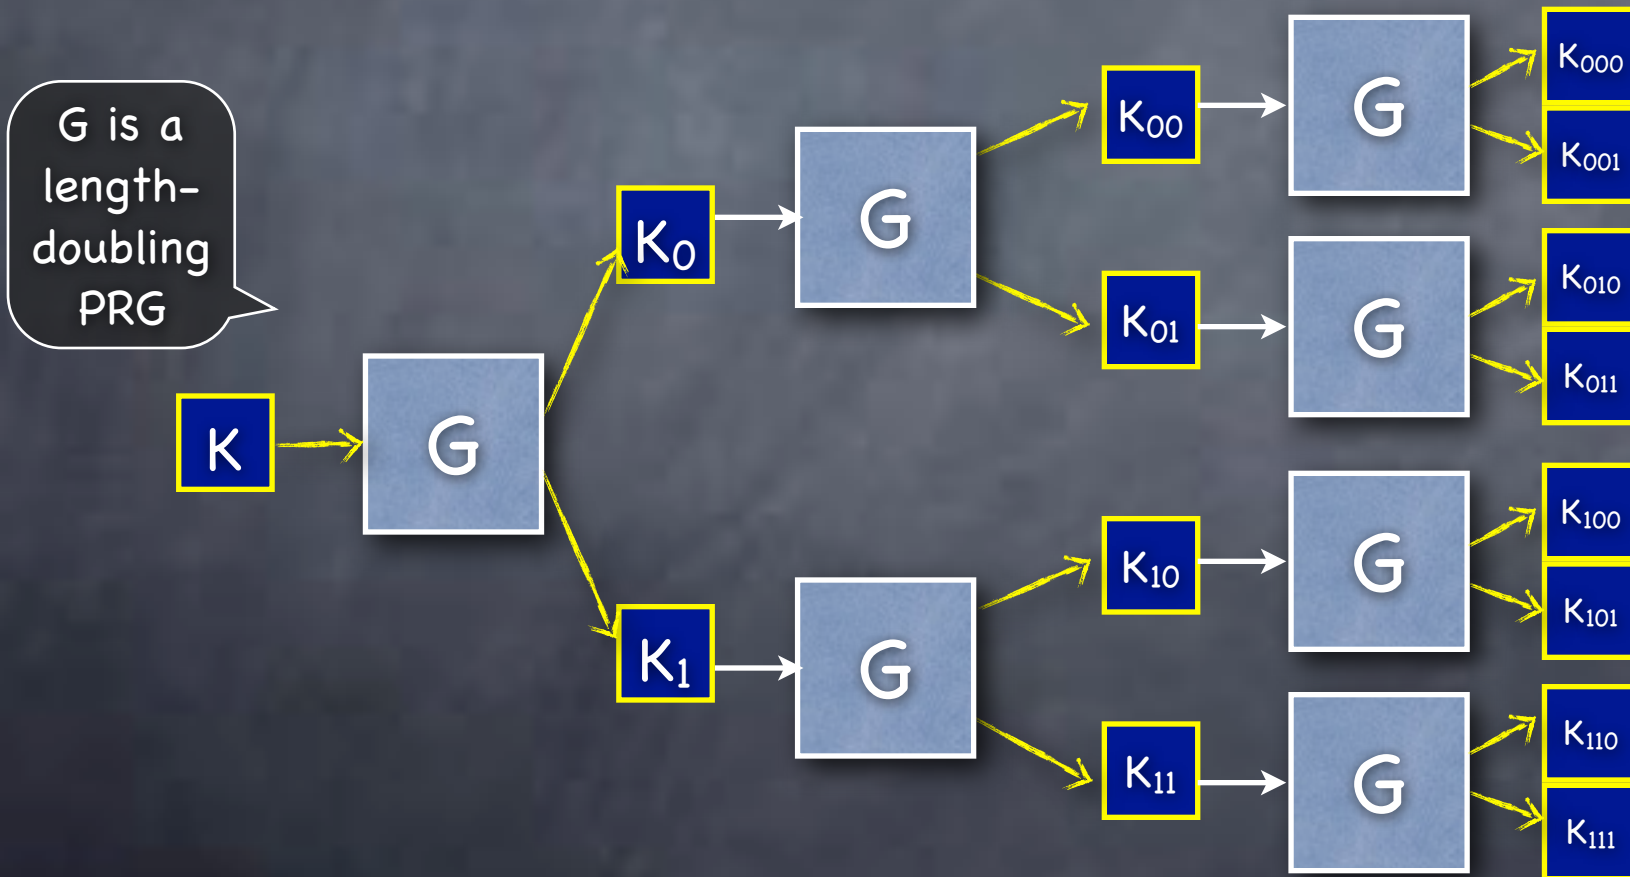 G is a
length-
doubling
PRG
K
G
K₀
K₁
G
G
K₀₀
K₀₁
K₁₀
K₁₁
G
G
G
G
K₀₀₀
K₀₀₁
K₀₁₀
K₀₁₁
K₁₀₀
K₁₀₁
K₁₁₀
K₁₁₁